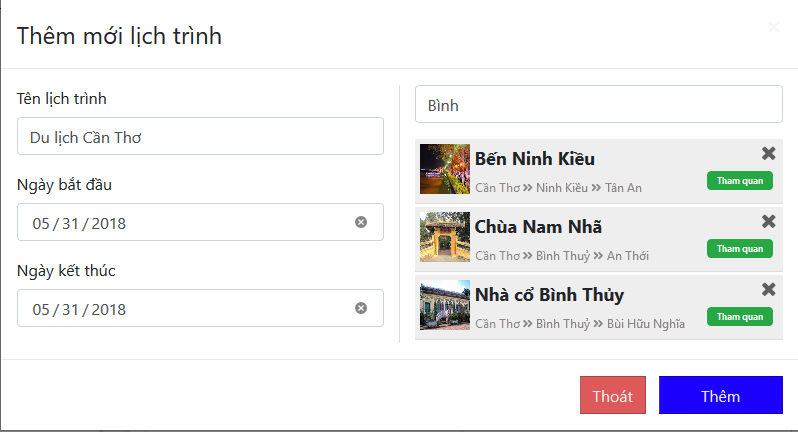 Thêm mới lịch trình
×
Tên lịch trình
Du lịch Cần Thơ
Ngày bắt đầu
05 / 31 / 2018
Ngày kết thúc
05 / 31 / 2018
Bình
Bến Ninh Kiều
Cần Thơ » Ninh Kiều » Tân An
Tham quan
Chùa Nam Nhã
Cần Thơ » Bình Thuỷ » An Thới
Tham quan
Nhà cổ Bình Thủy
Cần Thơ » Bình Thuỷ » Bùi Hữu Nghĩa
Tham quan
Thoát
Thêm